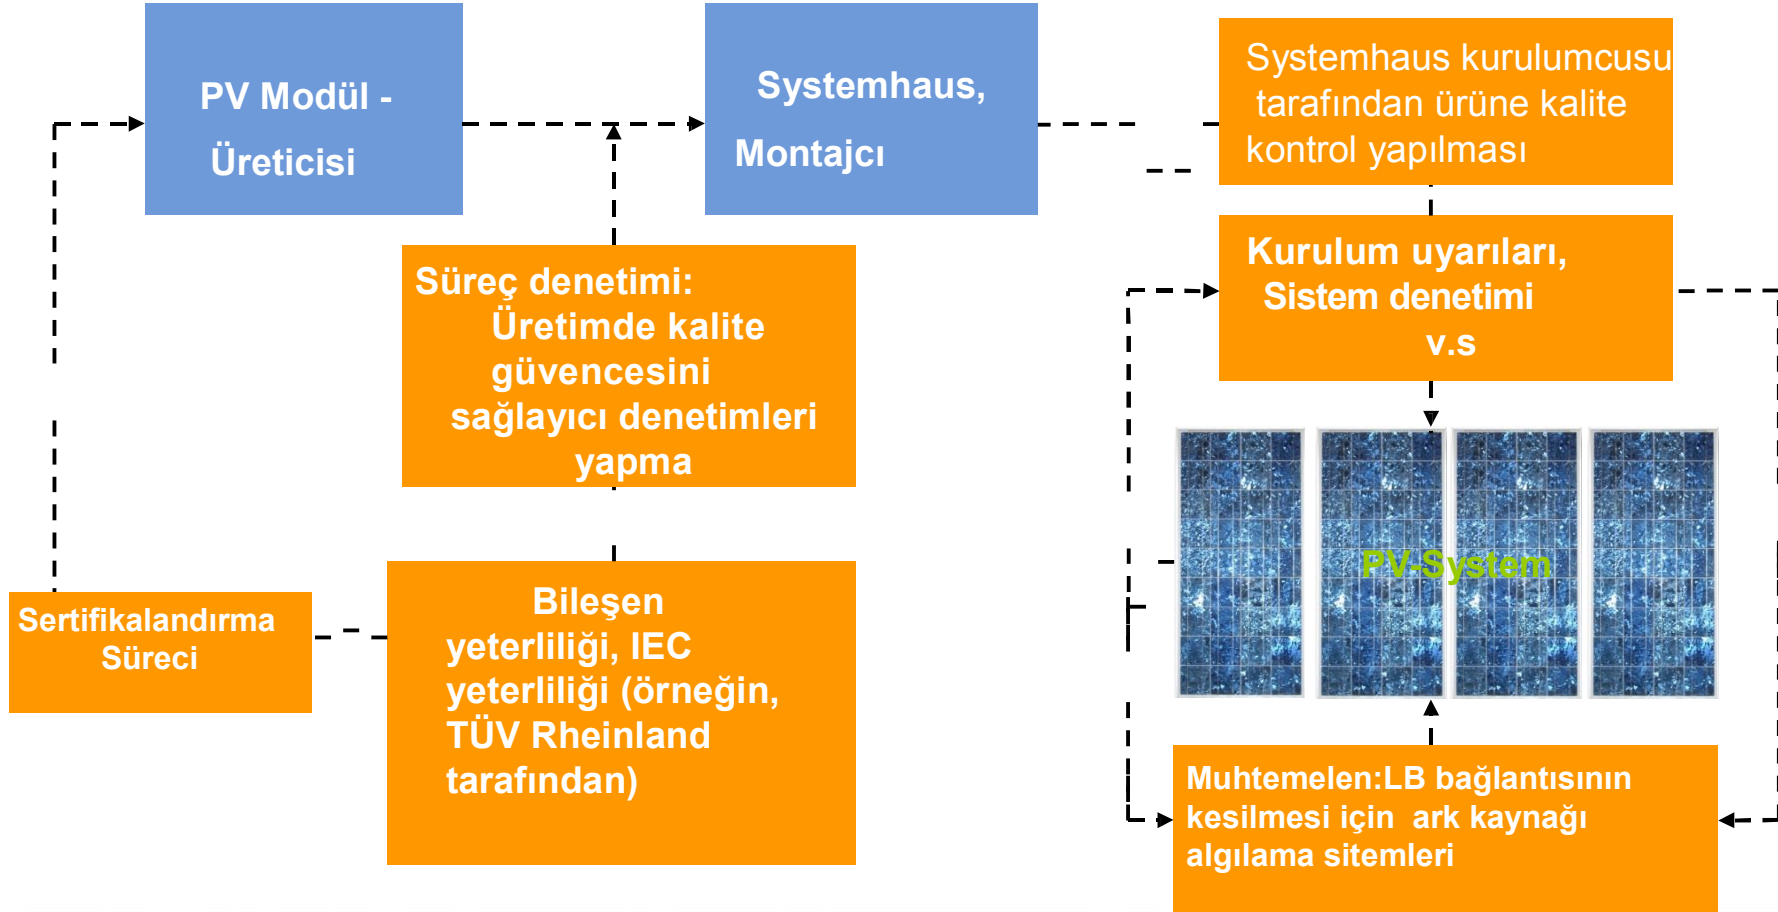 PV Modül -
Üreticisi
Systemhaus,
Montajcı
Systemhaus kurulumcusu
tarafından ürüne kalite
kontrol yapılması
Süreç denetimi:
Üretimde kalite
güvencesini
sağlayıcı denetimleri
yapma
Kurulum uyarıları,
Sistem denetimi
v.s
PV-System
Sertifikalandırma
Süreci
Bileşen
yeterliliği, IEC
yeterliliği (örneğin,
TÜV Rheinland
tarafından)
Muhtemelen:LB bağlantısının
kesilmesi için ark kaynağı
algılama sitemleri